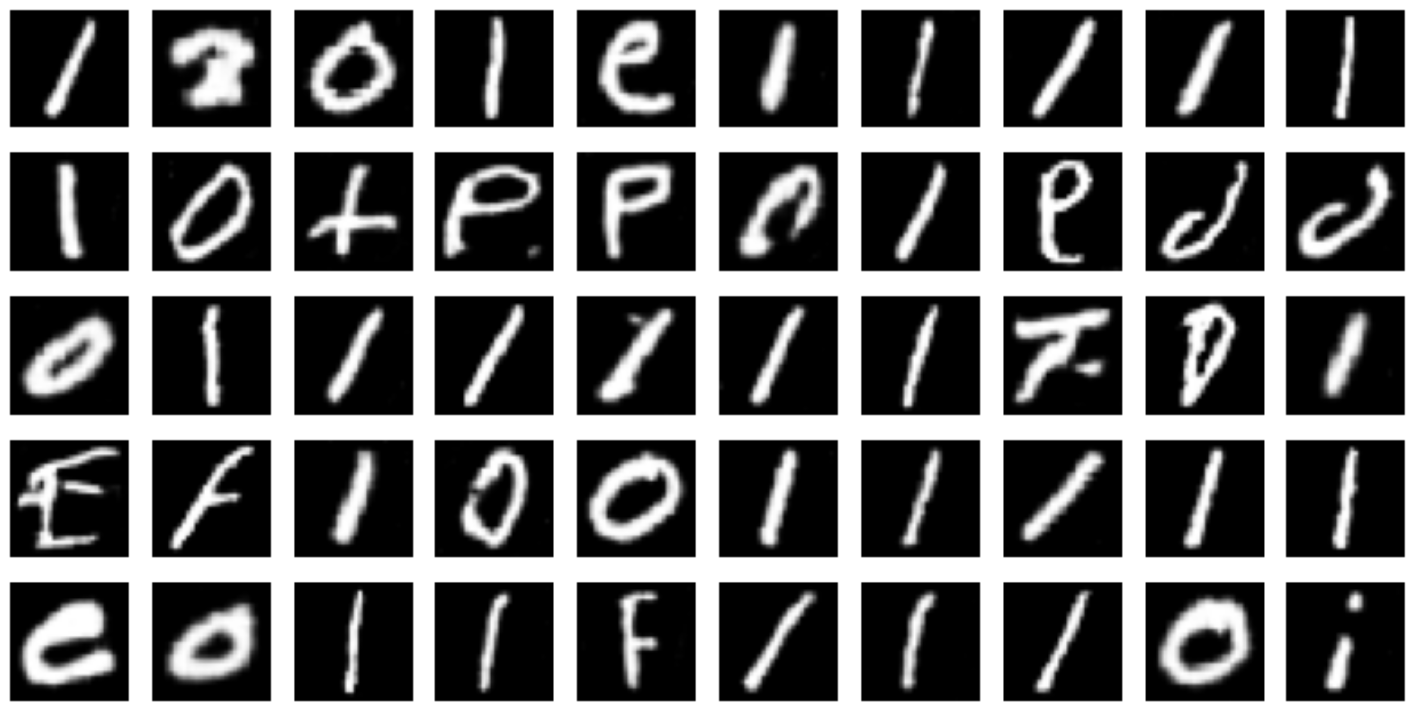 1 0 1 e 1 1 1 1 1
1 0 t P P 1 e d d
0 1 1 1 1 1 1 F D 1
E F 1 0 0 1 1 1 1 1
e 0 1 1 F 1 1 1 0 i